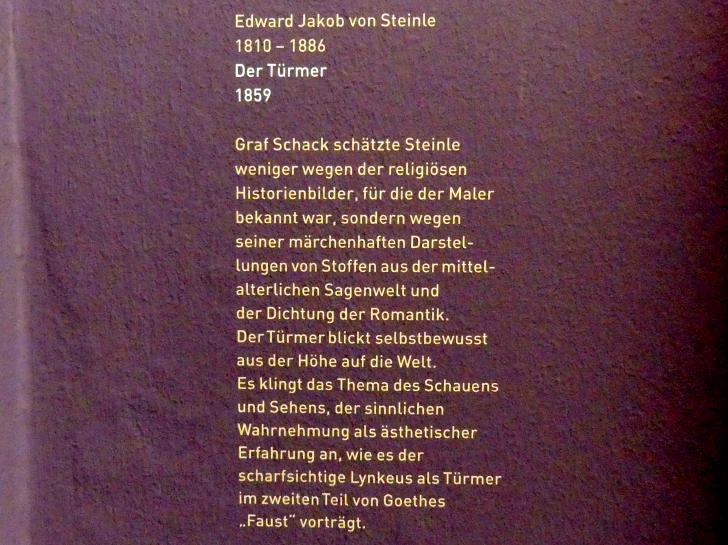 Edward Jakob von Steinle
1810 – 1886
Der Türmer
1859
Graf Schack schätzte Steinle
weniger wegen der religiösen
Historienbilder, für die der Maler
bekannt war, sondern wegen
seiner märchenhaften Darstel-
lungen von Stoffen aus der mittel-
alterlichen Sagenwelt und
der Dichtung der Romantik.
Der Türmer blickt selbstbewusst
aus der Höhe auf die Welt.
Es klingt das Thema des Schauens
und Sehens, der sinnlichen
Wahrnehmung als ästhetischer
Erfahrung an, wie es der
scharfsichtige Lynkeus als Türmer
im zweiten Teil von Goethes
„Faust“ vorträgt.